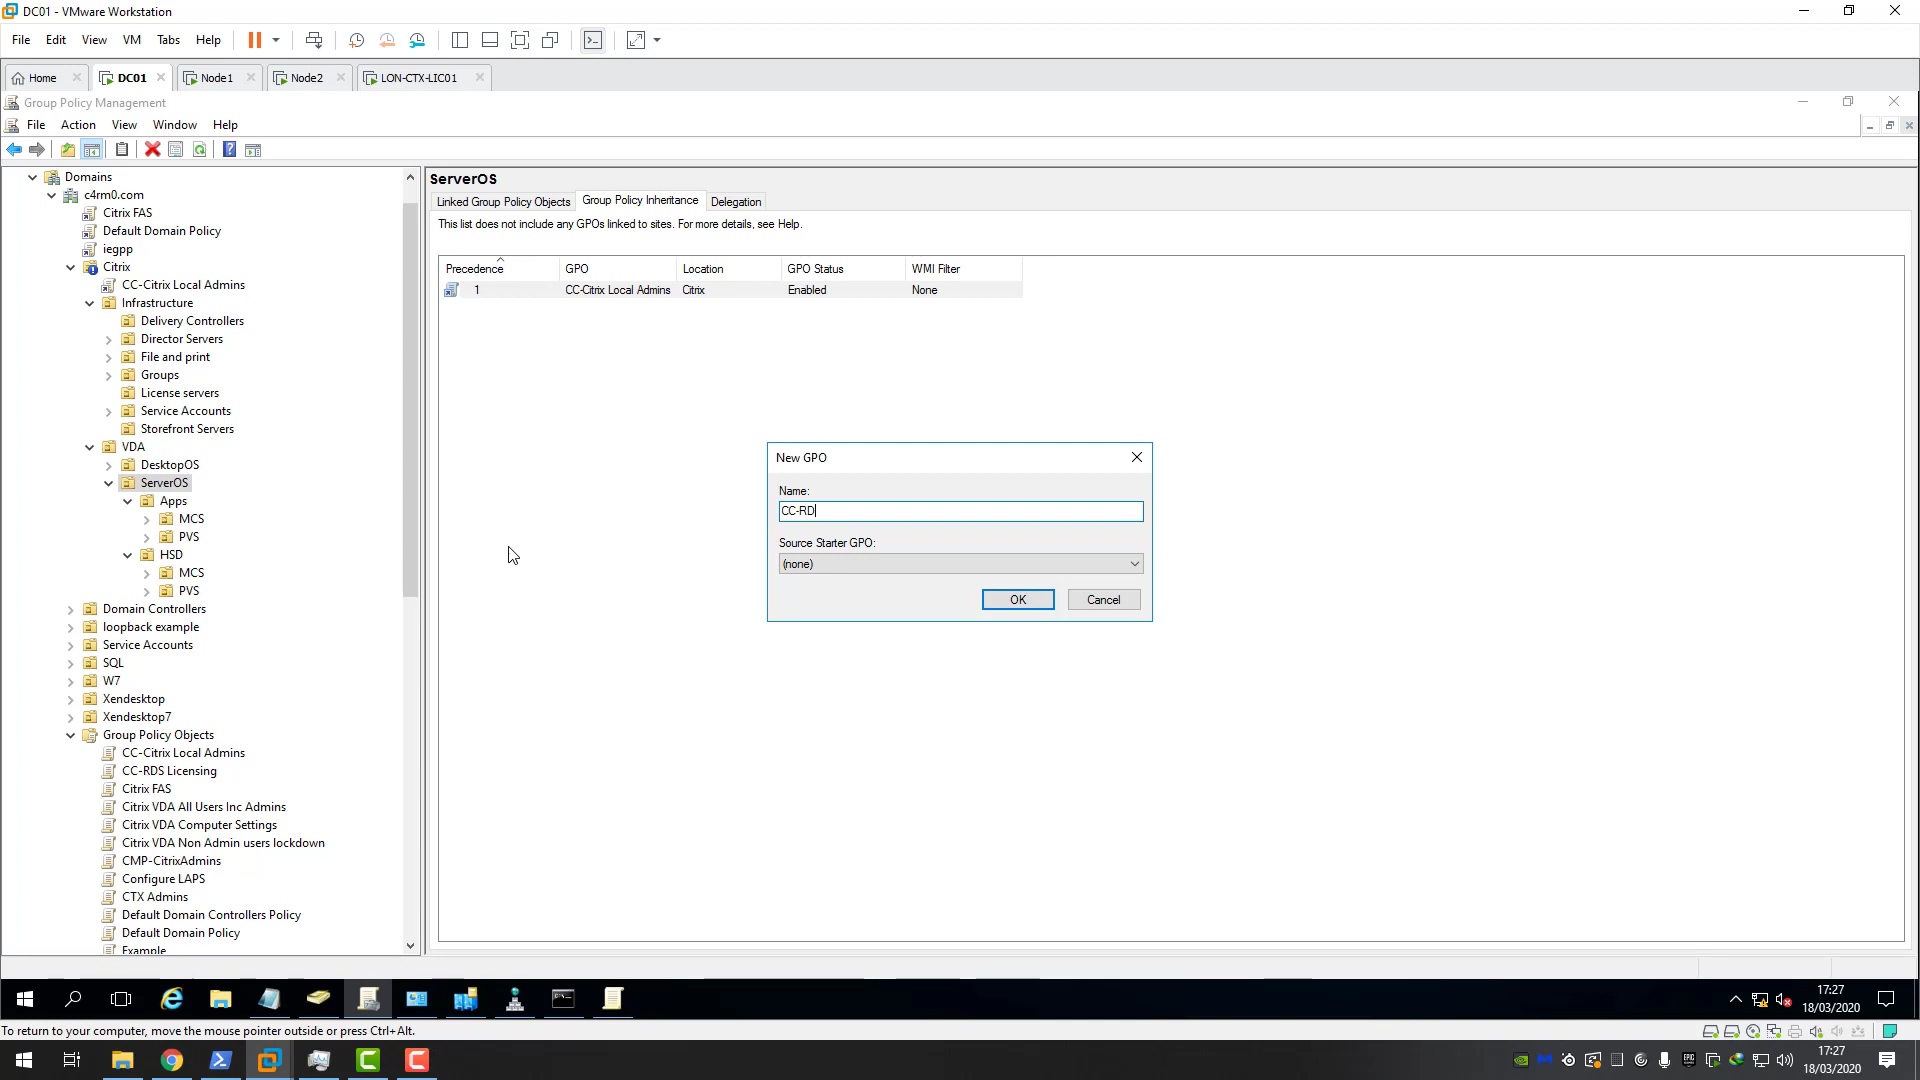 DC01 - VMware Workstation
File Edit View VM Tabs Help
Home DC01 Node1 Node2 LON-CTX-LIC01
Group Policy Management
File Action View Window Help
Domains
c4rm0.com
Citrix FAS
Default Domain Policy
iegpp
Citrix
CC-Citrix Local Admins
Infrastructure
Delivery Controllers
Director Servers
File and print
Groups
License servers
Service Accounts
Storefront Servers
VDA
DesktopOS
ServerOS
Apps
MCS
PVS
HSD
MCS
PVS
Domain Controllers
loopback example
Service Accounts
SQL
W7
Xendesktop
Xendesktop7
Group Policy Objects
CC-Citrix Local Admins
CC-RDS Licensing
Citrix FAS
Citrix VDA All Users Inc Admins
Citrix VDA Computer Settings
Citrix VDA Non Admin users lockdown
CMP-CitrixAdmins
Configure LAPS
CTX Admins
Default Domain Controllers Policy
Default Domain Policy
Example
ServerOS
Linked Group Policy Objects Group Policy Inheritance Delegation
This list does not include any GPOs linked to sites. For more details, see Help.
Precedence GPO Location GPO Status WMI Filter
1 CC-Citrix Local Admins Citrix Enabled None
New GPO
Name:
CC-RD
Source Starter GPO:
(none)
OK Cancel
17:27
18/03/2020
To return to your computer, move the mouse pointer outside or press Ctrl+Alt.
17:27
18/03/2020